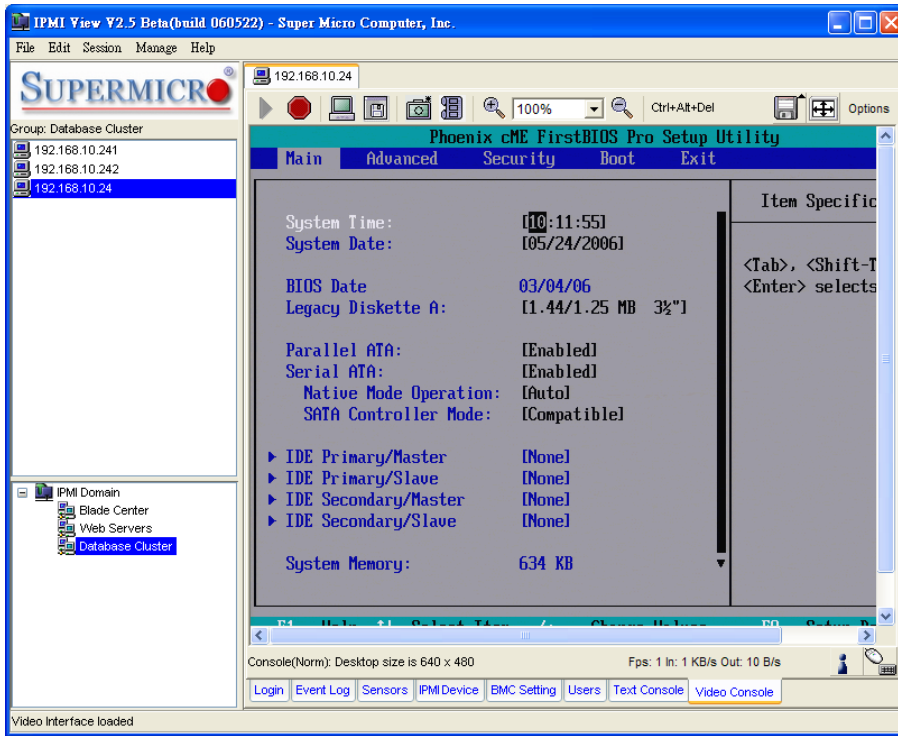 IPMI View V2.5 Beta(build 060522) - Super Micro Computer, Inc.
File Edit Session Manage Help
SUPERMICRO®
Group: Database Cluster
192.168.10.241
192.168.10.242
192.168.10.24
IPMI Domain
Blade Center
Web Servers
Database Cluster
192.168.10.24
100%
Ctrl+Alt+Del
Options
Phoenix cME FirstBIOS Pro Setup Utility
Main Advanced Security Boot Exit
System Time: [10:11:55]
System Date: [05/24/2006]
BIOS Date 03/04/06
Legacy Diskette A: [1.44/1.25 MB 3½"]
Parallel ATA: [Enabled]
Serial ATA: [Enabled]
Native Mode Operation: [Auto]
SATA Controller Mode: [Compatible]
IDE Primary/Master [None]
IDE Primary/Slave [None]
IDE Secondary/Master [None]
IDE Secondary/Slave [None]
System Memory: 634 KB
Item Specific
<Tab>, <Shift-T
<Enter> selects
F1 Help ↑↓ Select Item -/+ Change Values F9
Console(Norm): Desktop size is 640 x 480
Fps: 1 In: 1 KB/s Out: 10 B/s
Login Event Log Sensors IPMI Device BMC Setting Users Text Console Video Console
Video Interface loaded